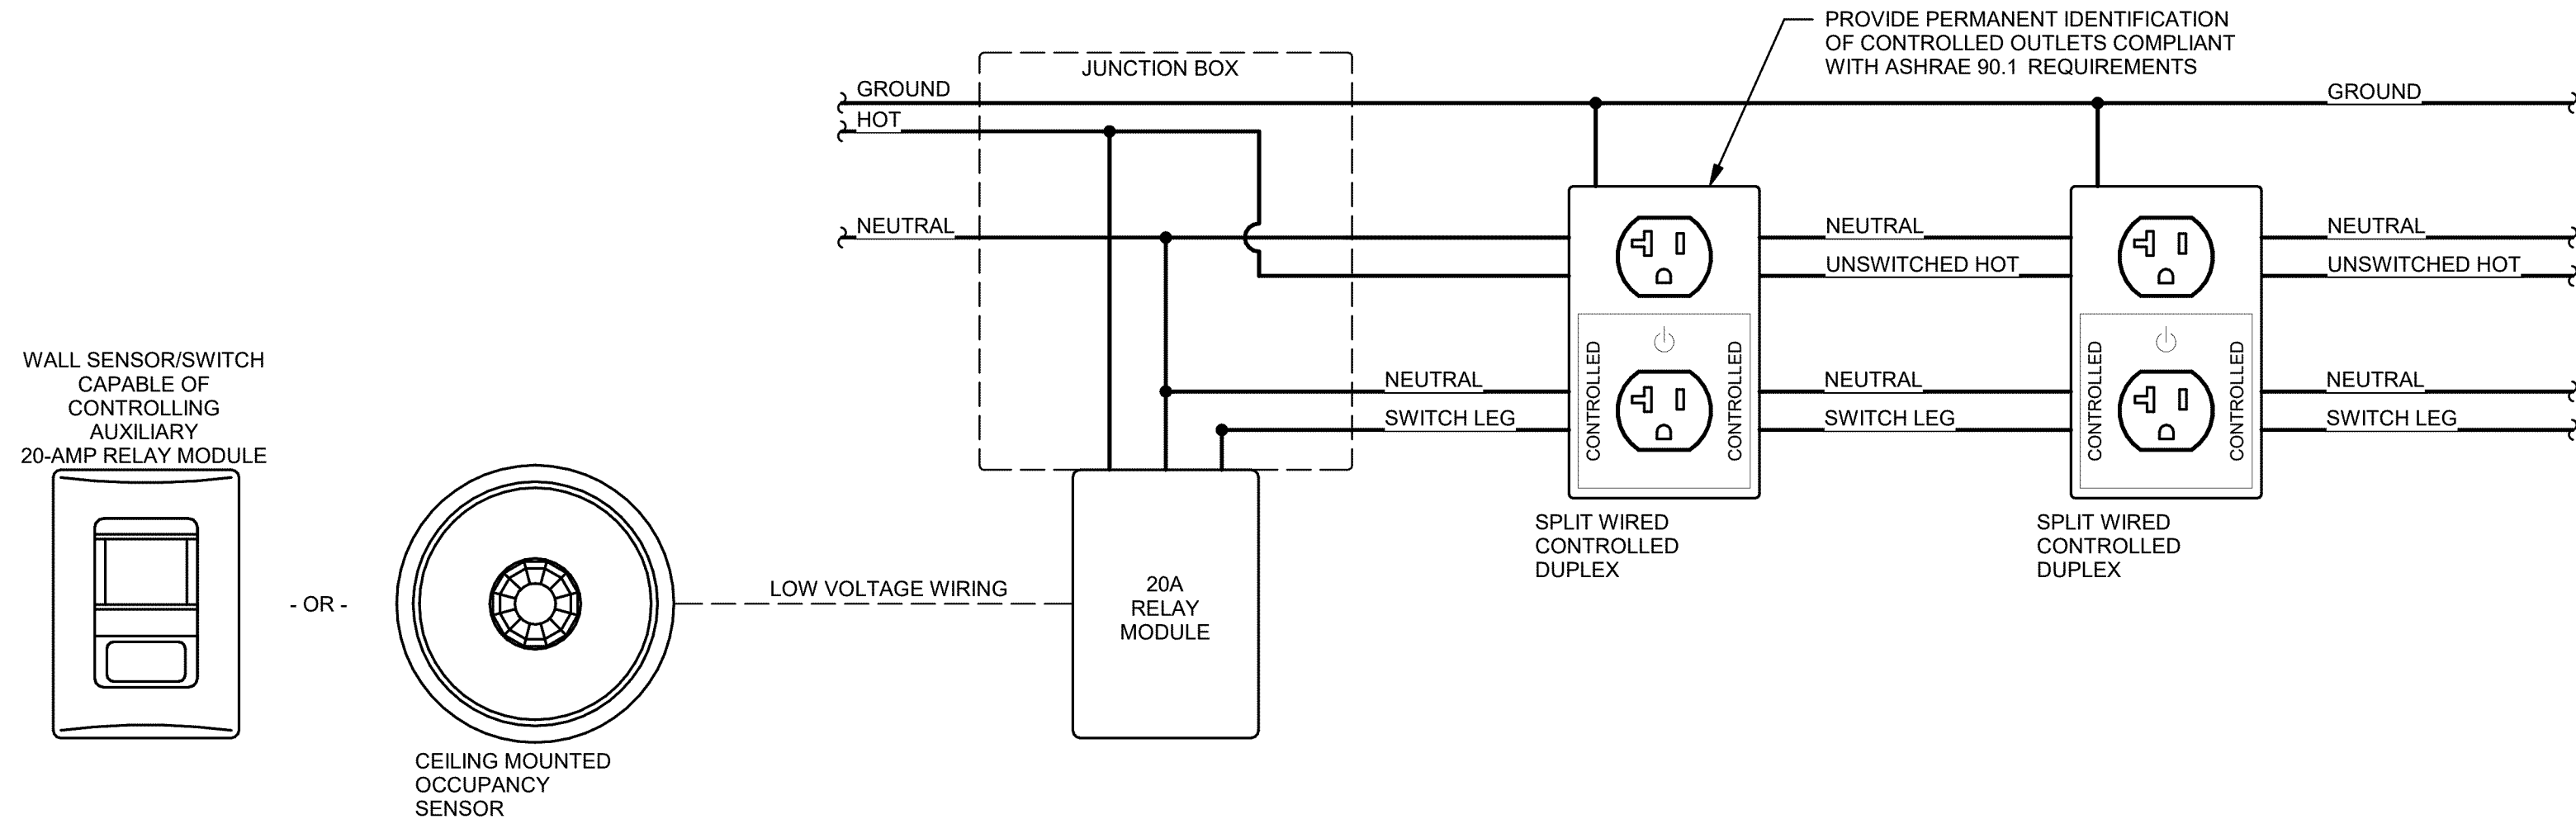 PROVIDE PERMANENT IDENTIFICATION
OF CONTROLLED OUTLETS COMPLIANT
WITH ASHRAE 90.1 REQUIREMENTS
JUNCTION BOX
GROUND
GROUND
HOT
NEUTRAL
NEUTRAL
NEUTRAL
UNSWITCHED HOT
UNSWITCHED HOT
NEUTRAL
SWITCH LEG
CONTROLLED
CONTROLLED
NEUTRAL
SWITCH LEG
CONTROLLED
CONTROLLED
NEUTRAL
SWITCH LEG
WALL SENSOR/SWITCH
CAPABLE OF
CONTROLLING
AUXILIARY
20-AMP RELAY MODULE
- OR -
LOW VOLTAGE WIRING
20A
RELAY
MODULE
SPLIT WIRED
CONTROLLED
DUPLEX
SPLIT WIRED
CONTROLLED
DUPLEX
CEILING MOUNTED
OCCUPANCY
SENSOR